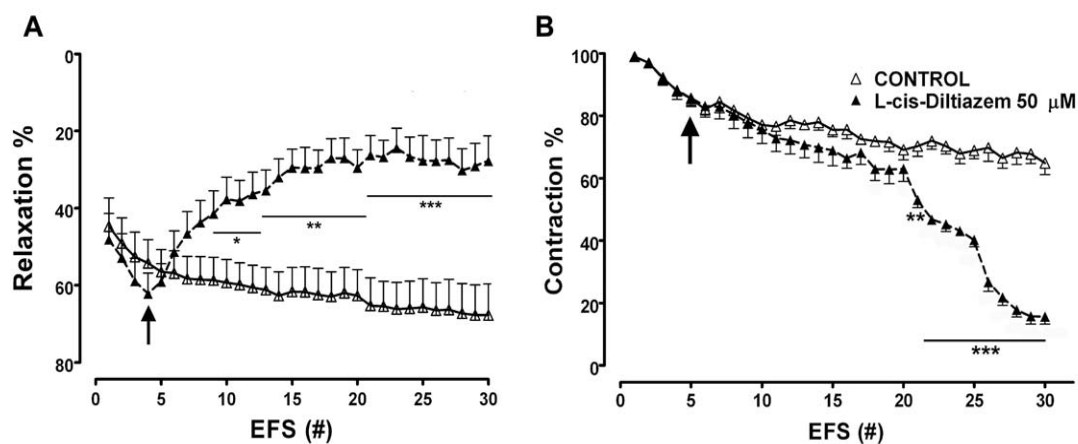 A
Relaxation %
0
20
40
60
80
*
**
***
0 5 10 15 20 25 30
EFS (#)
B
Contraction %
100
80
60
40
20
0
CONTROL
L-cis-Diltiazem 50 μM
**
***
0 5 10 15 20 25 30
EFS (#)